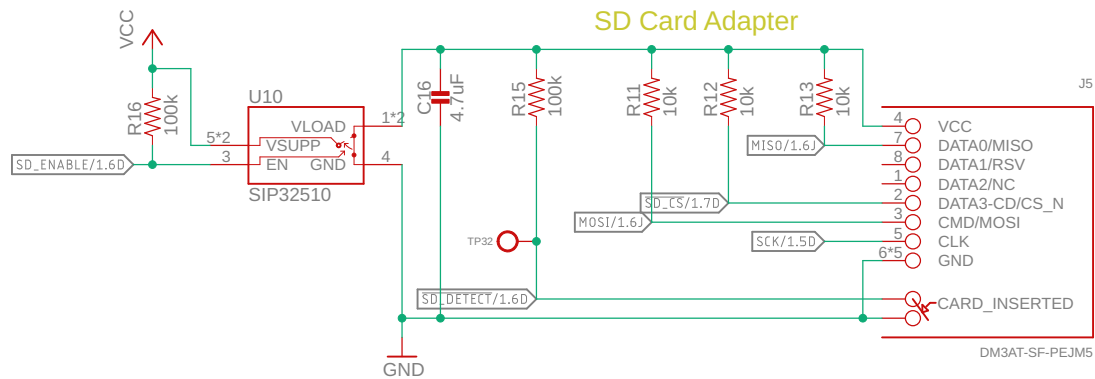 SD Card Adapter
VCC
R16
100k
U10
VLOAD
VSUPP
EN
GND
SIP32510
5*2
3
1*2
4
SD_ENABLE/1.6D
C16
4.7uF
R15
100k
R11
10k
R12
10k
R13
10k
J5
MISO/1.6J
SD_CS/1.7D
MOSI/1.6J
SCK/1.5D
TP32
SD_DETECT/1.6D
4 VCC
7 DATA0/MISO
8 DATA1/RSV
1 DATA2/NC
2 DATA3-CD/CS_N
3 CMD/MOSI
5 CLK
6*5 GND
CARD_INSERTED
GND
DM3AT-SF-PEJM5